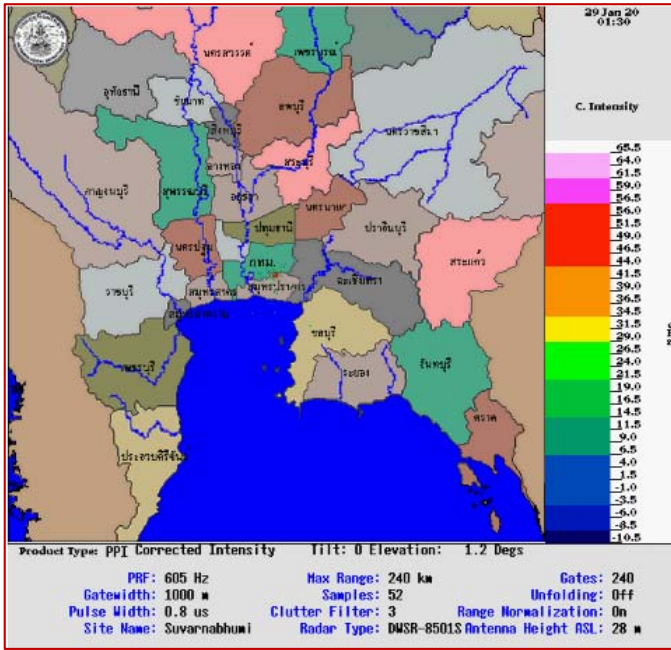 29 Jan 20
01:30
นครสวรรค์
เพชรบูรณ์
อุทัยธานี
ชัยนาท
ลพบุรี
สิงหบุรี
นครราชสีมา
สระบุรี
อ่างทอง
กาญจนบุรี
สุพรรณบุรี
อยุธยา
นครนายก
ปราจีนบุรี
ปทุมธานี
นครปฐม
สระแก้ว
กทม.
ราชบุรี
ฉะเชิงเทรา
สมุทรสาคร
สมุทรปราการ
ชลบุรี
เพชรบุรี
ระยอง
จันทบุรี
ตราด
C. Intensity
65.5
64.0
61.5
59.0
56.5
56.0
51.5
49.0
46.5
44.0
41.5
39.0
36.5
34.5
31.5
29.0
26.5
24.0
21.5
19.0
16.5
14.5
11.5
9.0
6.5
4.0
1.5
-1.0
-3.5
-6.0
-8.5
-10.5
Product Type: PPI Corrected Intensity Tilt: 0 Elevation: 1.2 Degs
PRF: 605 Hz Max Range: 240 km Gates: 240
Gatewidth: 1000 m Samples: 52 Unfolding: Off
Pulse Width: 0.8 us Clutter Filter: 3 Range Normalization: On
Site Name: Suvarnabhumi Radar Type: DWSR-8501S Antenna Height ASL: 28 m